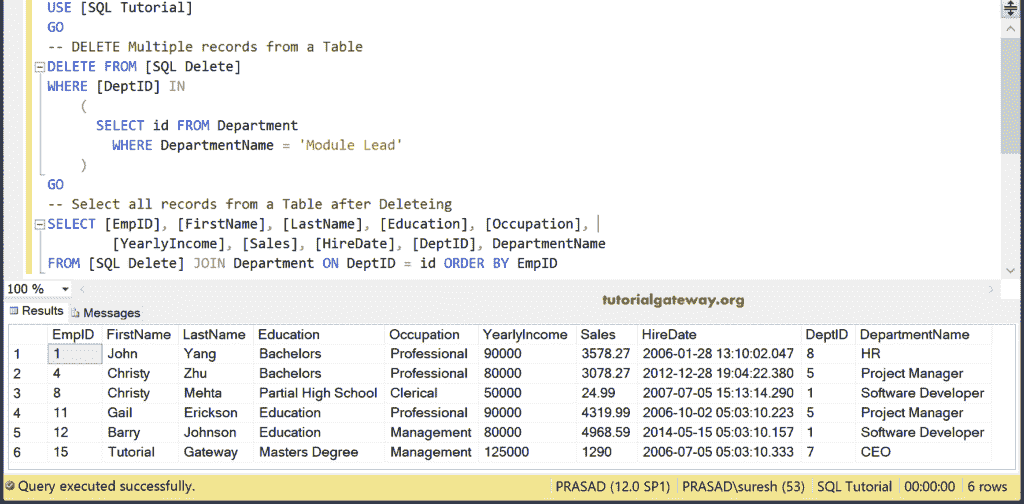 USE [SQL Tutorial]
GO
-- DELETE Multiple records from a Table
DELETE FROM [SQL Delete]
WHERE [DeptID] IN
(
SELECT id FROM Department
WHERE DepartmentName = 'Module Lead'
)
GO
-- Select all records from a Table after Deleteing
SELECT [EmpID], [FirstName], [LastName], [Education], [Occupation],
[YearlyIncome], [Sales], [HireDate], [DeptID], DepartmentName
FROM [SQL Delete] JOIN Department ON DeptID = id ORDER BY EmpID
100 %
tutorialgateway.org
Results Messages
EmpID FirstName LastName Education Occupation YearlyIncome Sales HireDate DeptID DepartmentName
1 1 John Yang Bachelors Professional 90000 3578.27 2006-01-28 13:10:02.047 8 HR
2 4 Christy Zhu Bachelors Professional 80000 3078.27 2012-12-28 19:04:22.380 5 Project Manager
3 8 Christy Mehta Partial High School Clerical 50000 24.99 2007-07-05 15:13:14.290 1 Software Developer
4 11 Gail Erickson Education Professional 90000 4319.99 2006-10-02 05:03:10.223 5 Project Manager
5 12 Barry Johnson Education Management 80000 4968.59 2014-05-15 05:03:10.157 1 Software Developer
6 15 Tutorial Gateway Masters Degree Management 125000 1290 2006-07-05 05:03:10.333 7 CEO
Query executed successfully. PRASAD (12.0 SP1) PRASAD\suresh (53) SQL Tutorial 00:00:00 6 rows